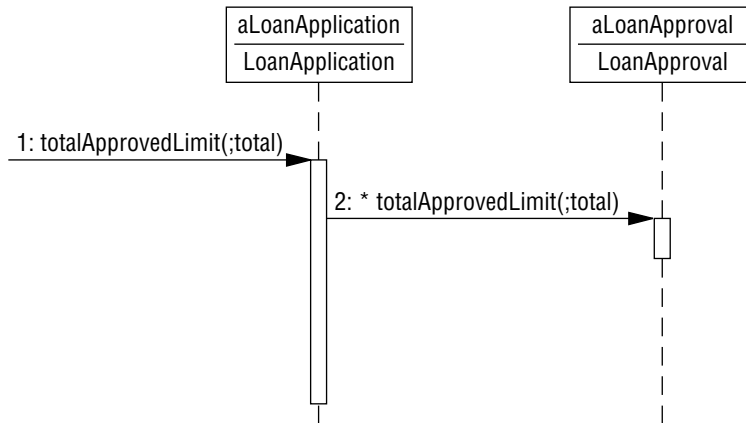 aLoanApplication
LoanApplication
aLoanApproval
LoanApproval
1: totalApprovedLimit(;total)
2: * totalApprovedLimit(;total)